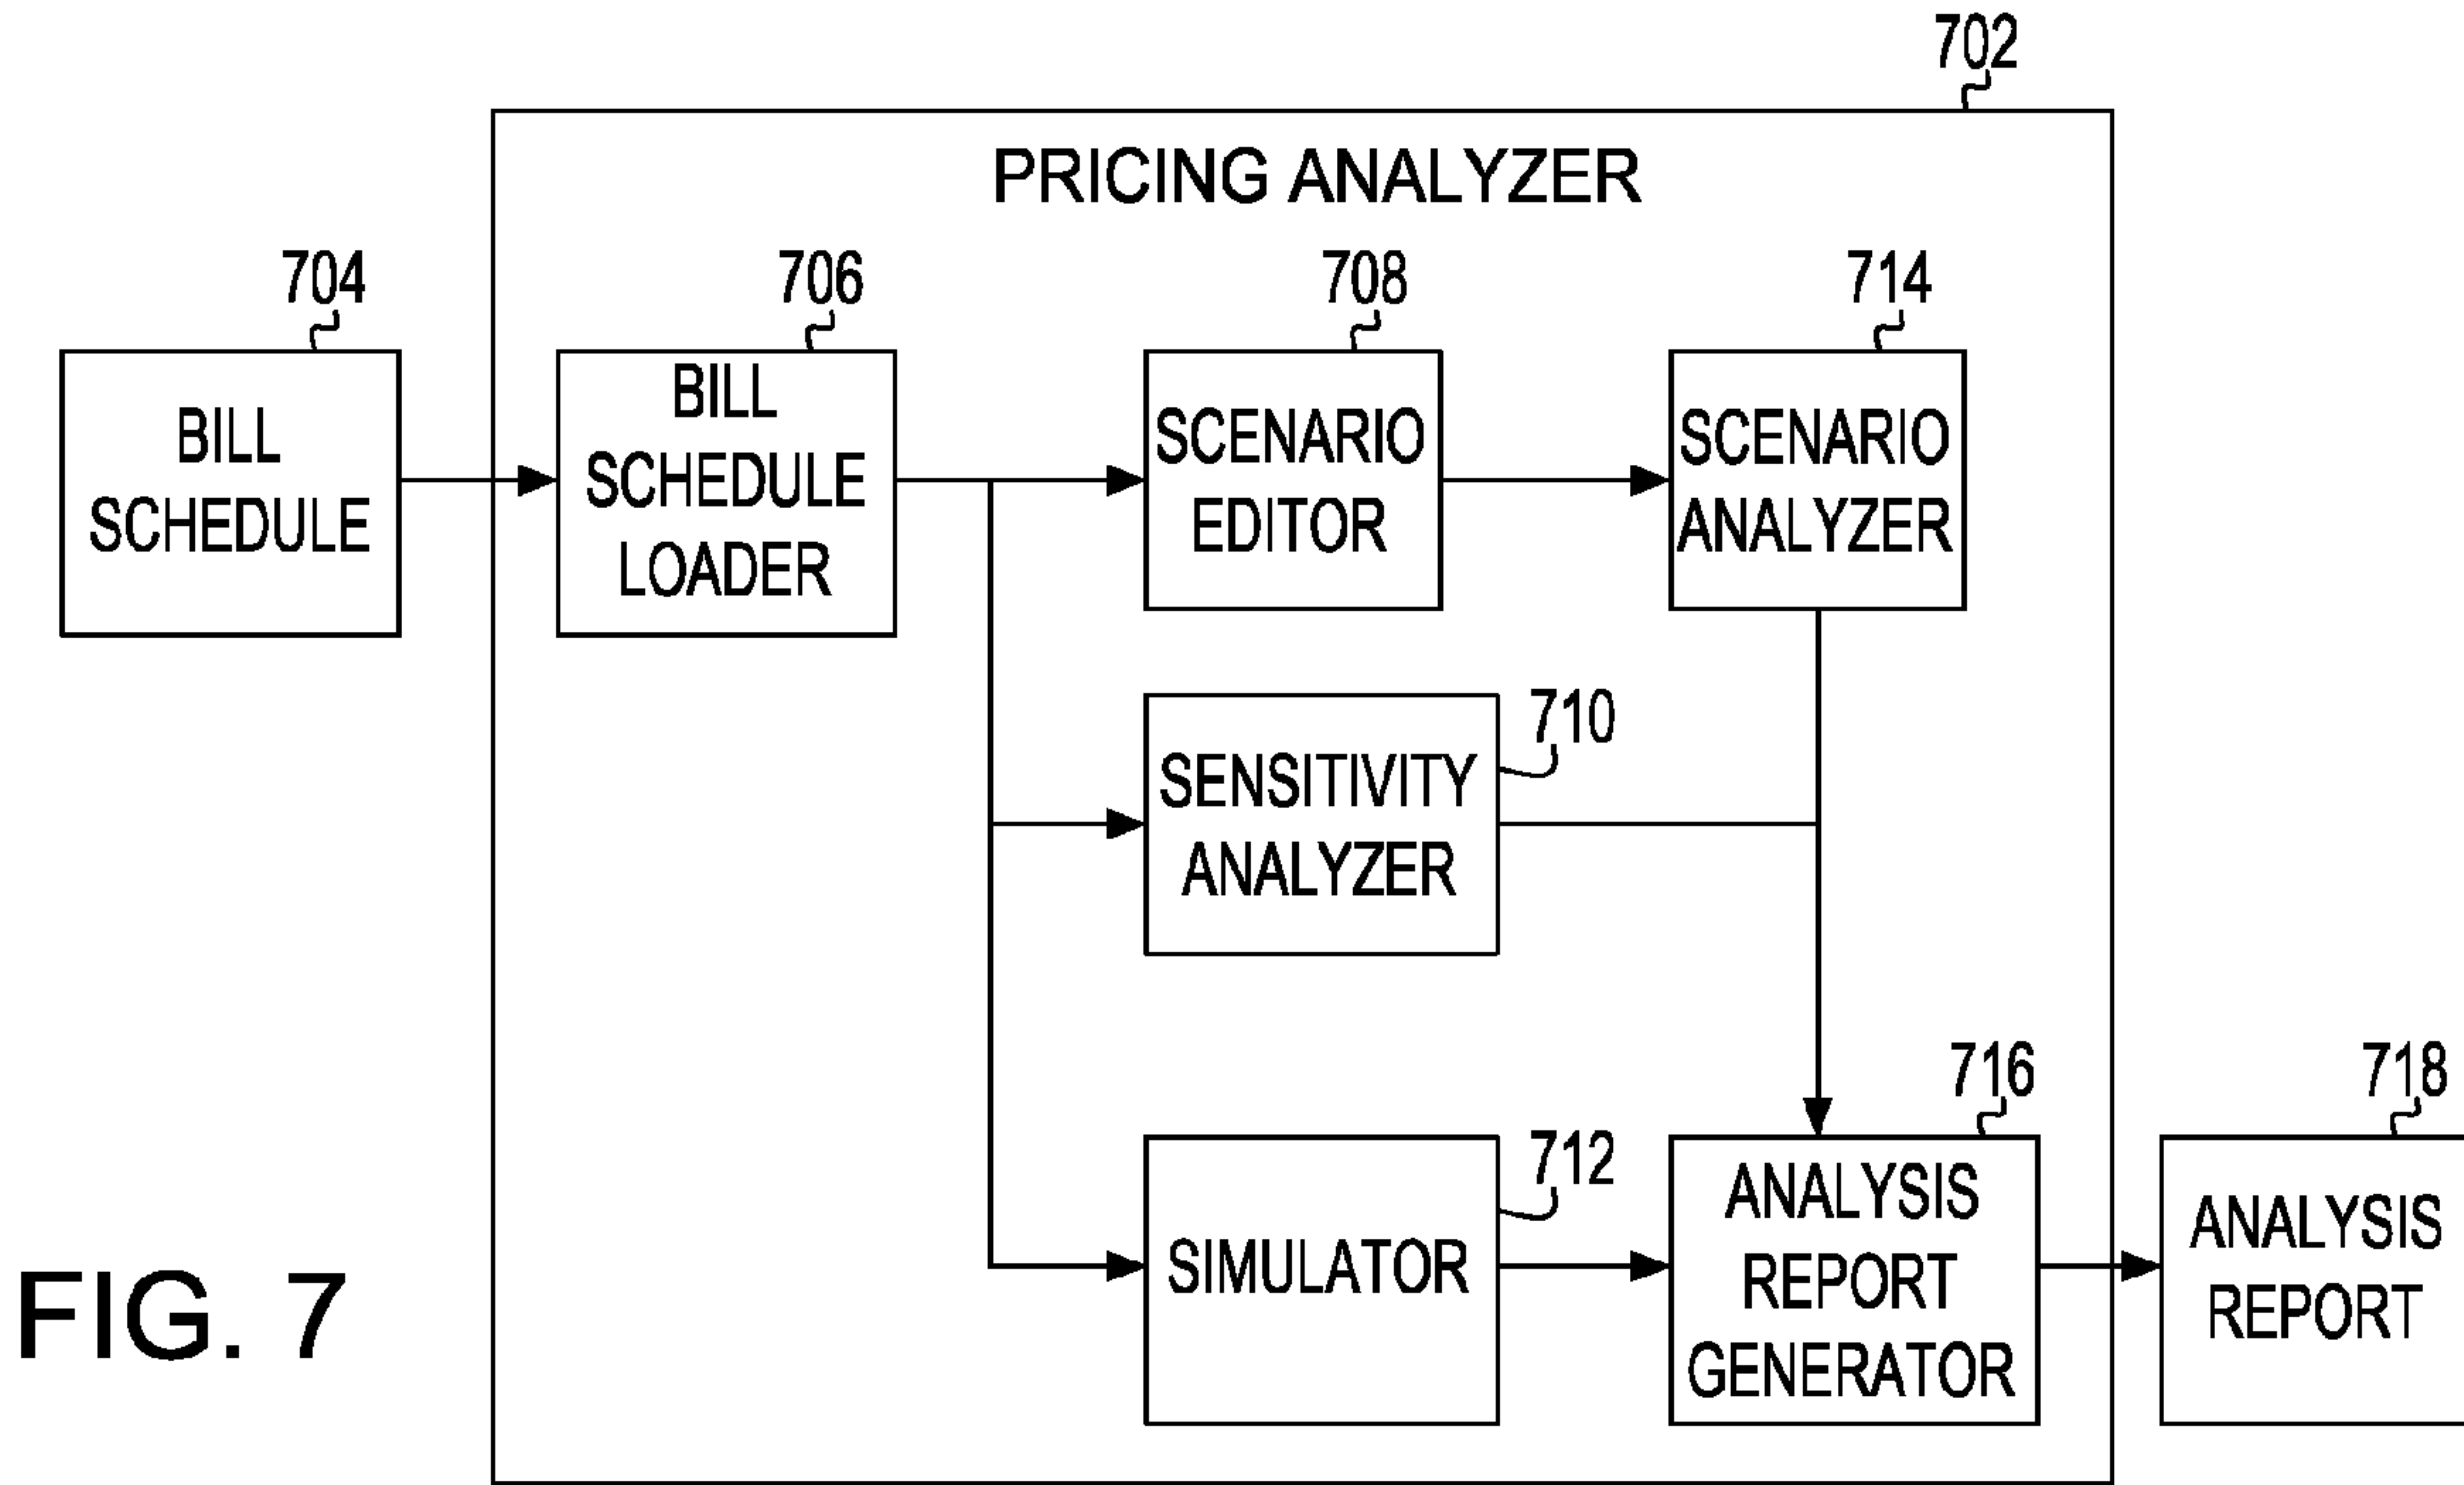 702
PRICING ANALYZER
704
706
708
714
BILL
SCHEDULE
BILL
SCHEDULE
LOADER
SCENARIO
EDITOR
SCENARIO
ANALYZER
710
SENSITIVITY
ANALYZER
712
716
718
SIMULATOR
ANALYSIS
REPORT
GENERATOR
ANALYSIS
REPORT
FIG. 7